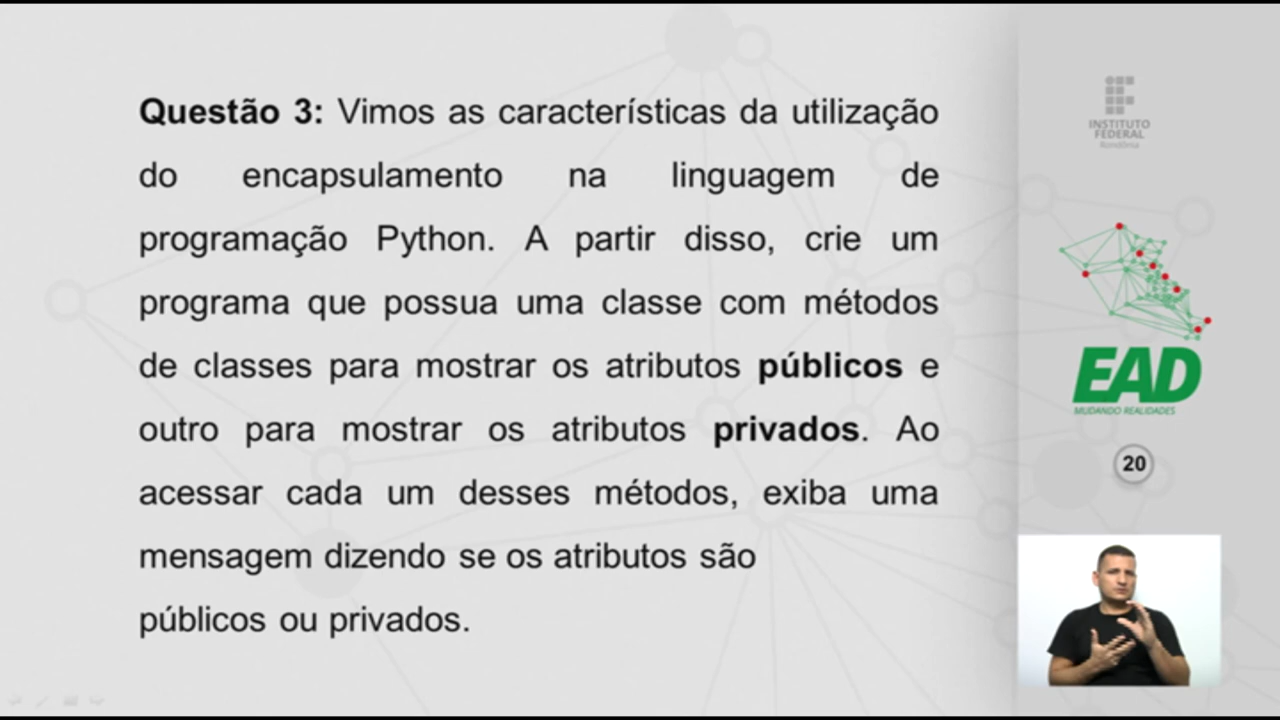 Questão 3: Vimos as características da utilização
do encapsulamento na linguagem de
programação Python. A partir disso, crie um
programa que possua uma classe com métodos
de classes para mostrar os atributos públicos e
outro para mostrar os atributos privados. Ao
acessar cada um desses métodos, exiba uma
mensagem dizendo se os atributos são
públicos ou privados.
INSTITUTO
FEDERAL
Rondônia
EAD
MUDANDO REALIDADES
20